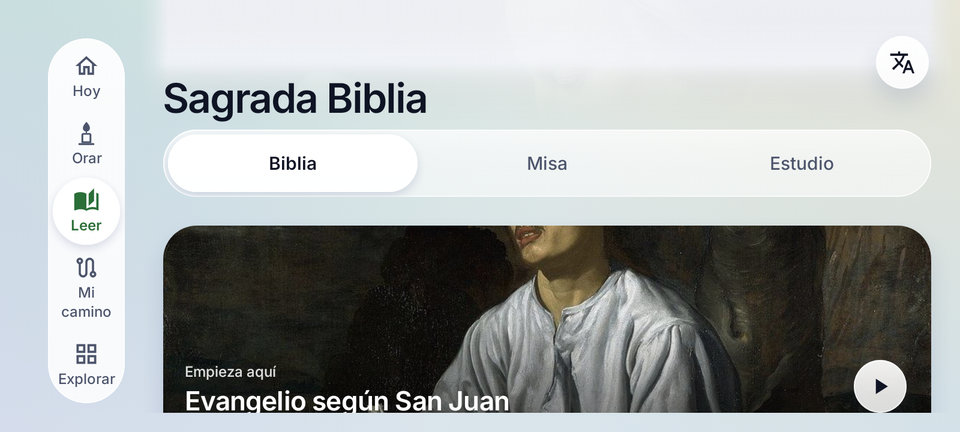 Hoy
Orar
Leer
Mi
camino
Explorar
Sagrada Biblia
Biblia
Misa
Estudio
Empieza aquí
Evangelio según San Juan